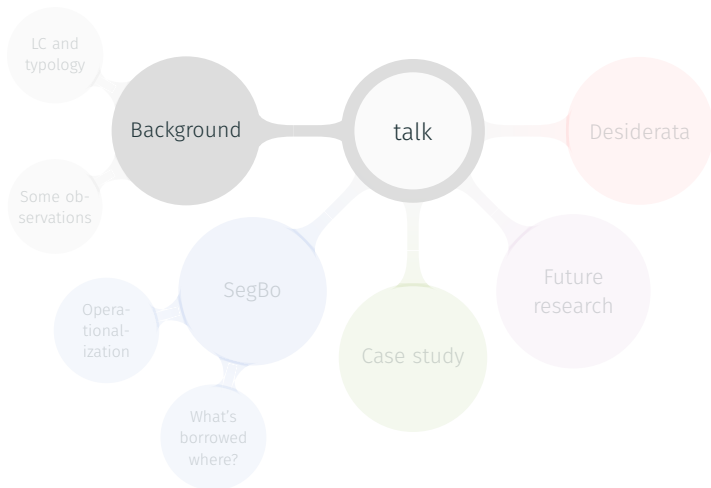 LC and
typology
Background
talk
Desiderata
Some ob-
servations
SegBo
Future
research
Opera-
tional-
ization
Case study
What's
borrowed
where?